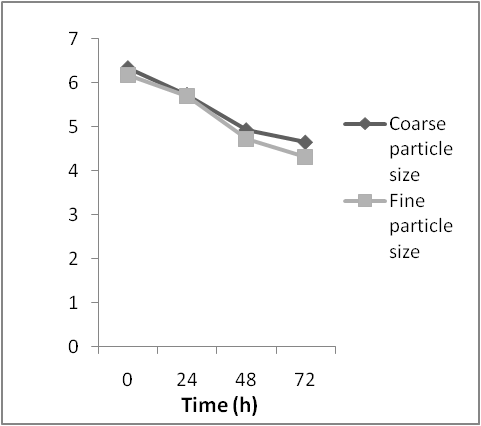 7
6
5
4
3
2
1
0
0 24 48 72
Time (h)
Coarse
particle
size
Fine
particle
size